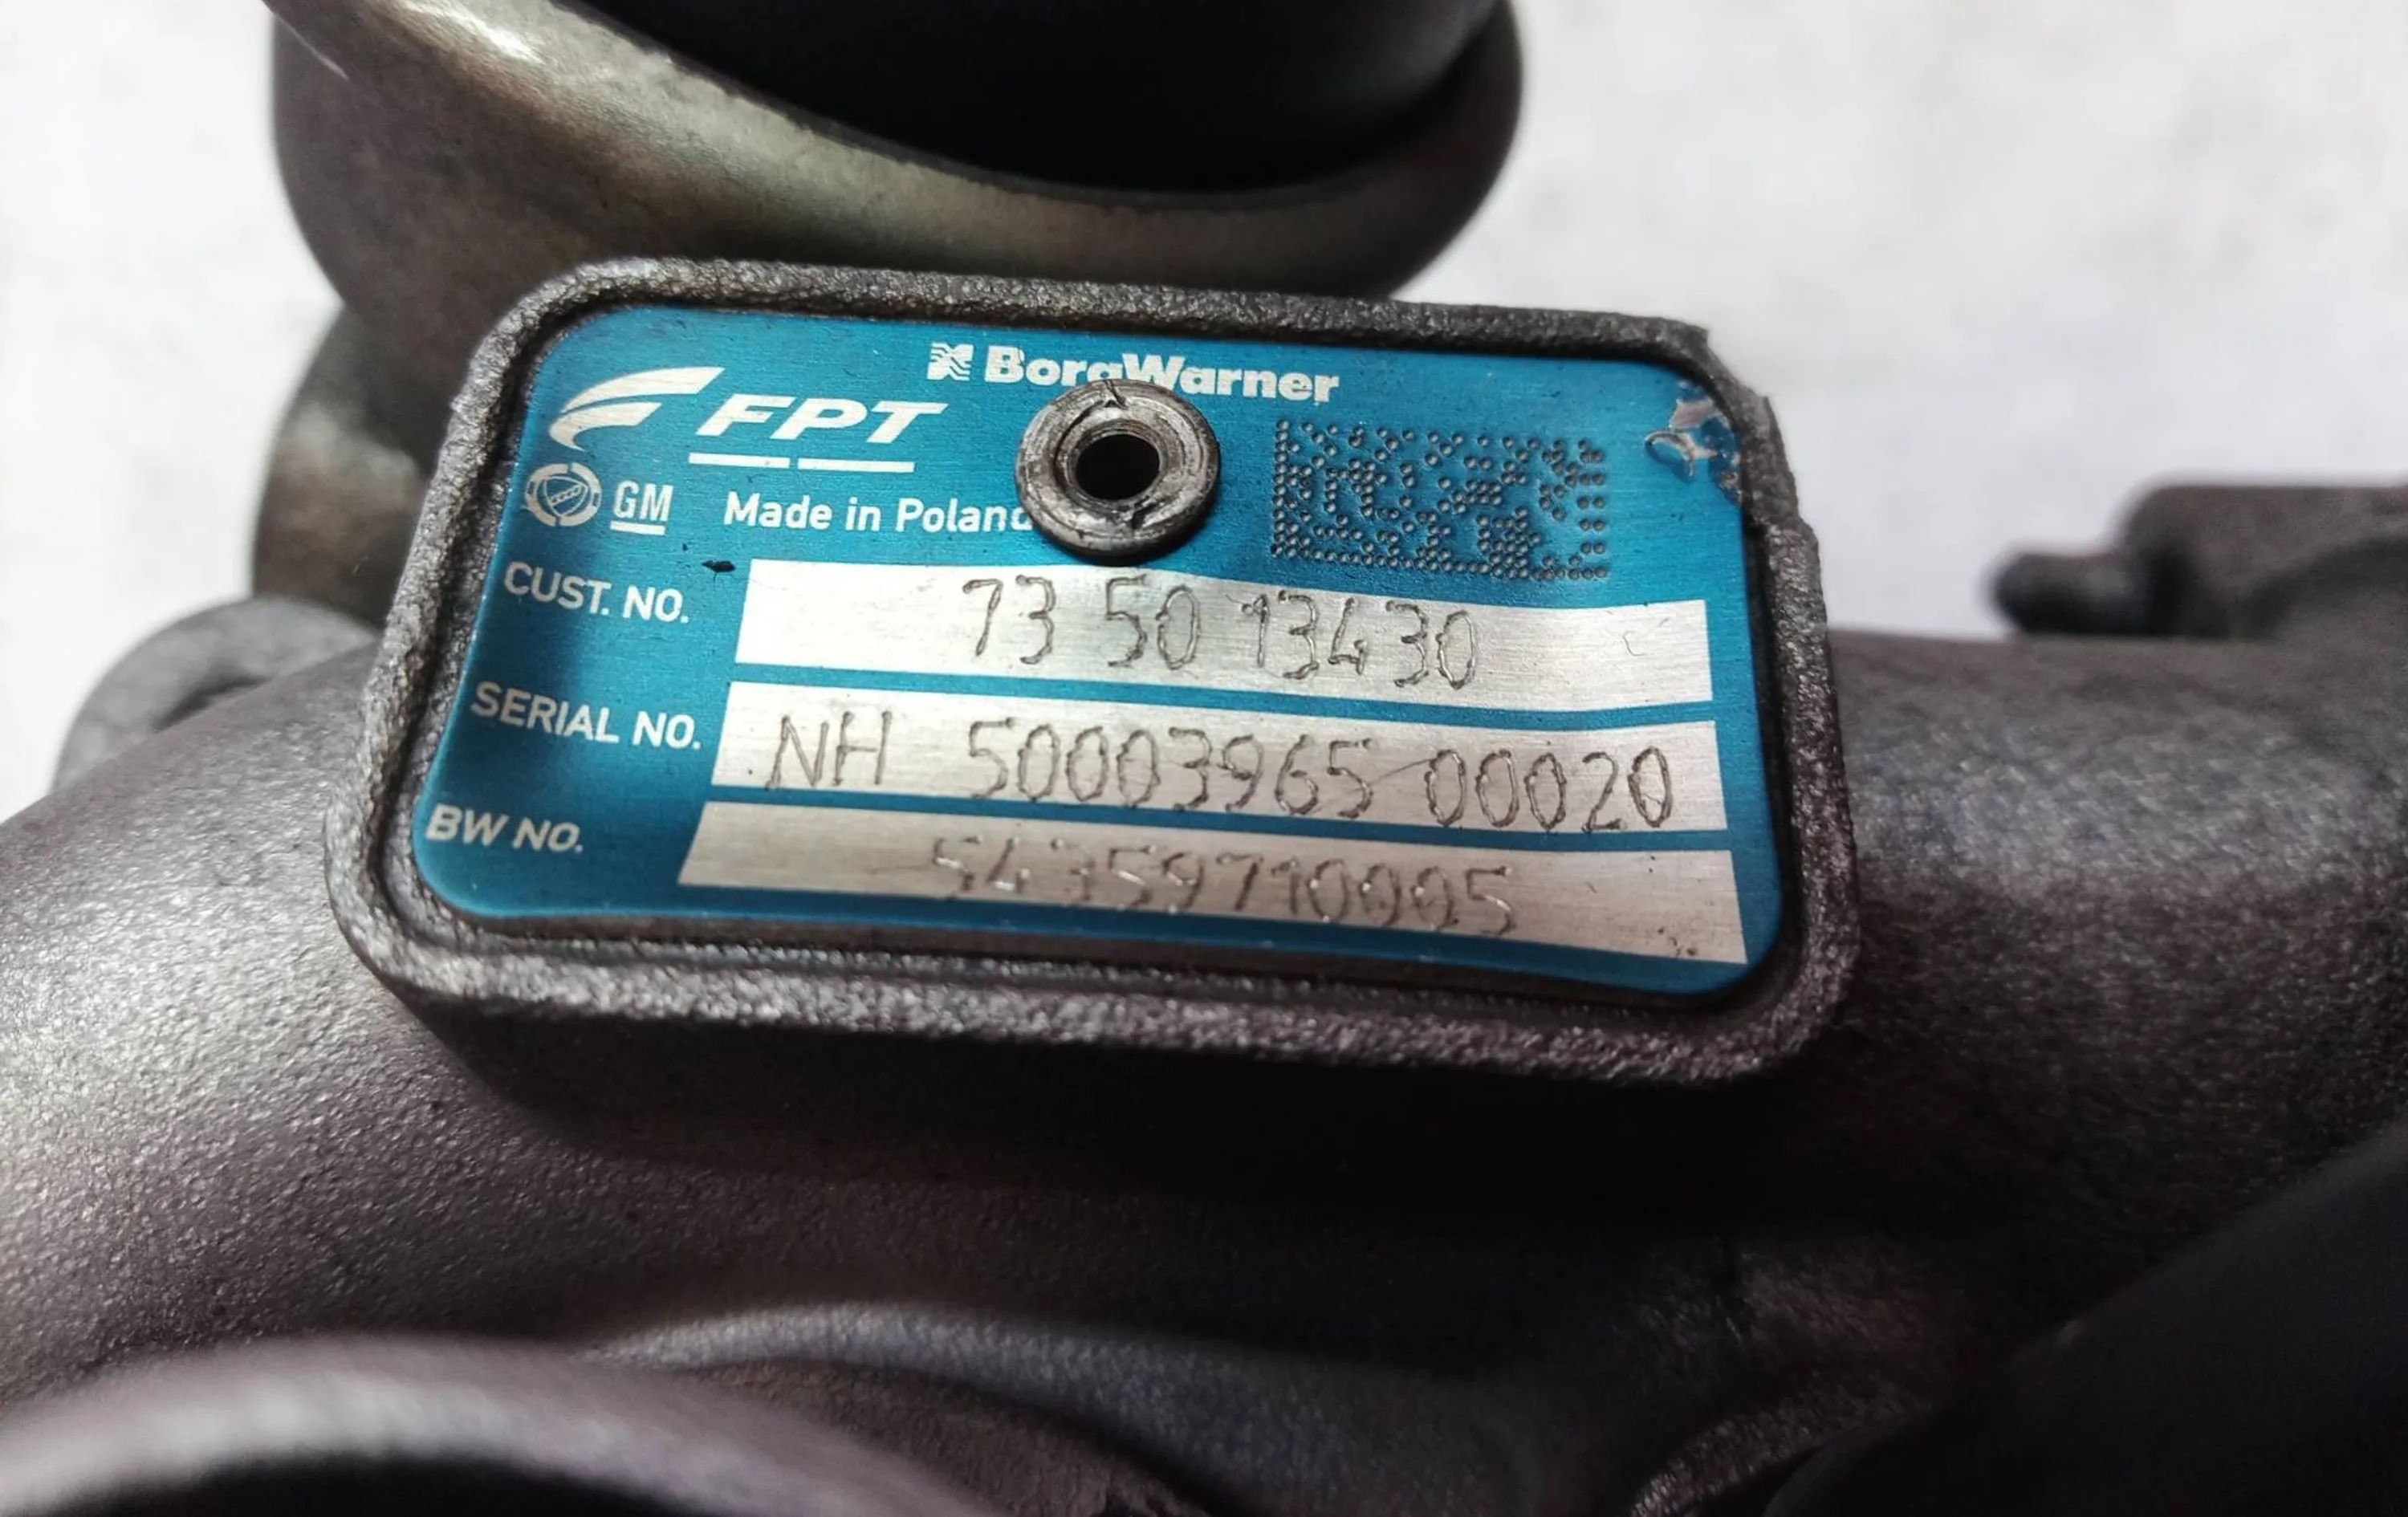 BorgWarner
FPT
GM Made in Poland
CUST. NO. 73 50 13430
SERIAL NO. NH 50003965 00020
BW NO. 54359710005